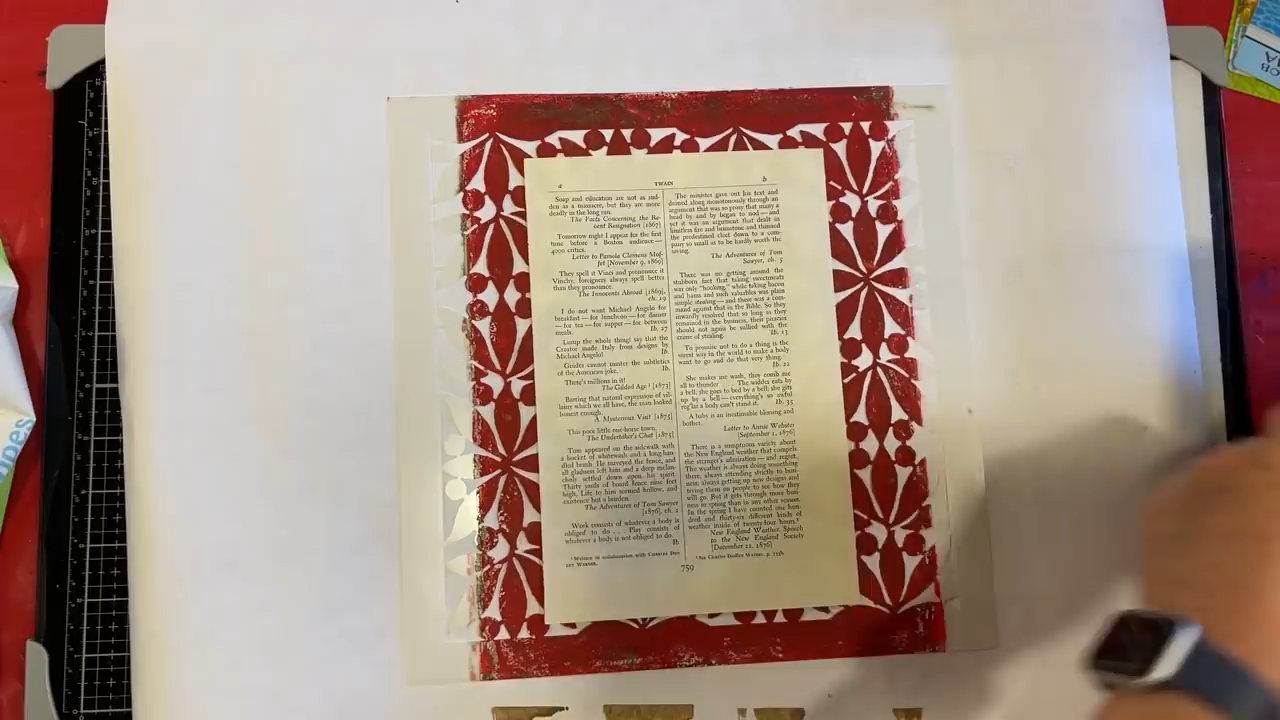 a TWAIN b
Soap and education are not as sud-
den as a massacre, but they are more
deadly in the long run.
The Facts Concerning the Re-
cent Resignation [1867]
Tomorrow night I appear for the first
time before a Boston audience—
4000 critics.
Letter to Pamela Clemens Mof-
fet [November 9, 1869]
They spell it Vinci and pronounce it
Vinchy; foreigners always spell better
than they pronounce.
The Innocents Abroad [1869],
ch. 19
I do not want Michael Angelo for
breakfast—for luncheon—for dinner
—for tea—for supper—for between
meals.
Ib. 27
Lump the whole thing! say that the
Creator made Italy from designs by
Michael Angelo!
Ib.
Guides cannot master the subtleties
of the American joke.
Ib.
There's millions in it!
The Gilded Age¹ [1873]
Barring that natural expression of vil-
lainy which we all have, the man looked
honest enough.
A Mysterious Visit [1875]
This poor little one-horse town.
The Undertaker's Chat [1875]
Tom appeared on the sidewalk with
a bucket of whitewash and a long-han-
dled brush. He surveyed the fence, and
all gladness left him and a deep melan-
choly settled down upon his spirit.
Thirty yards of board fence nine feet
high. Life to him seemed hollow, and
existence but a burden.
The Adventures of Tom Sawyer
[1876], ch. 2
Work consists of whatever a body is
obliged to do . . . Play consists of
whatever a body is not obliged to do.
Ib.
¹ Written in collaboration with Charles Dud-
ley Warner.
The minister gave out his text and
droned along monotonously through an
argument that was so prosy that many a
head by and by began to nod—and
yet it was an argument that dealt in
limitless fire and brimstone and thinned
the predestined elect down to a com-
pany so small as to be hardly worth the
saving.
The Adventures of Tom
Sawyer, ch. 5
There was no getting around the
stubborn fact that taking sweetmeats
was only "hooking," while taking bacon
and hams and such valuables was plain
simple stealing—and there was a com-
mand against that in the Bible. So they
inwardly resolved that so long as they
remained in the business, their piracies
should not again be sullied with the
crime of stealing.
Ib. 13
To promise not to do a thing is the
surest way in the world to make a body
want to go and do that very thing.
Ib. 22
She makes me wash, they comb me
all to thunder . . . The widder eats by
a bell; she goes to bed by a bell; she gits
up by a bell—everything's so awful
reg'lar a body can't stand it.
Ib. 35
A baby is an inestimable blessing and
bother.
Letter to Annie Webster
[September 1, 1876]
There is a sumptuous variety about
the New England weather that compels
the stranger's admiration—and regret.
The weather is always doing something
there; always attending strictly to busi-
ness; always getting up new designs and
trying them on people to see how they
will go. But it gets through more busi-
ness in spring than in any other season.
In the spring I have counted one hun-
dred and thirty-six different kinds of
weather inside of twenty-four hours.²
New England Weather. Speech
to the New England Society
[December 22, 1876]
² See Charles Dudley Warner, p. 755b.
759